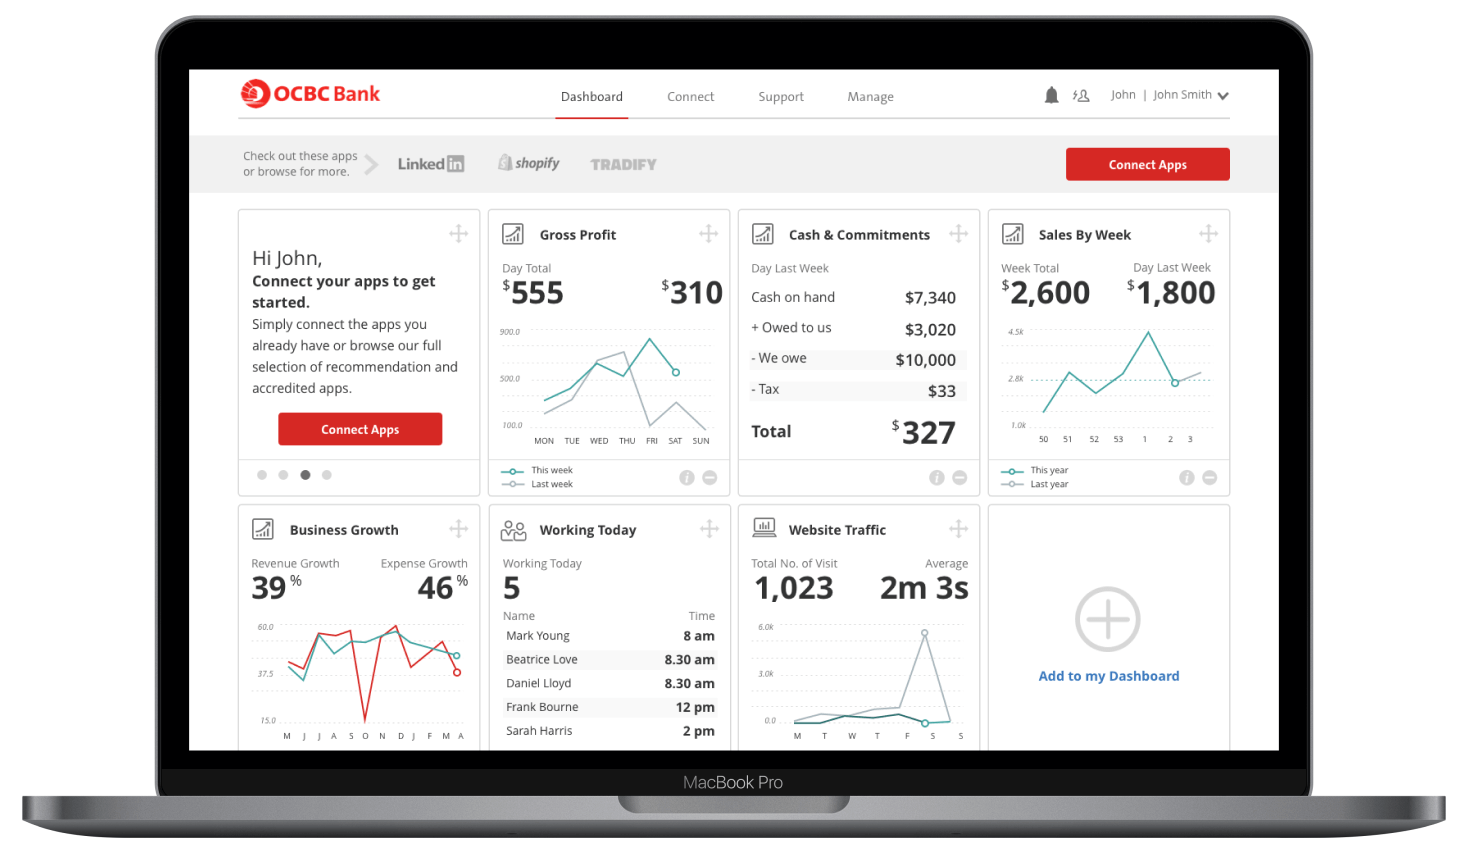 OCBC Bank
Dashboard
Connect
Support
Manage
John | John Smith
Check out these apps
or browse for more.
Linked in
shopify
TRADIFY
Connect Apps
Hi John,
Connect your apps to get
started.
Simply connect the apps you
already have or browse our full
selection of recommendation and
accredited apps.
Connect Apps
Gross Profit
Day Total
$555
$310
900.0
500.0
100.0
MON TUE WED THU FRI SAT SUN
This week
Last week
Cash & Commitments
Day Last Week
Cash on hand $7,340
+ Owed to us $3,020
- We owe $10,000
- Tax $33
Total $327
Sales By Week
Week Total Day Last Week
$2,600 $1,800
4.5k
2.8k
1.0k
50 51 52 53 1 2 3
This year
Last year
Business Growth
Revenue Growth Expense Growth
39% 46%
60.0
37.5
15.0
M J J A S O N D J F M A
Working Today
Working Today
5
Name Time
Mark Young 8 am
Beatrice Love 8.30 am
Daniel Lloyd 8.30 am
Frank Bourne 12 pm
Sarah Harris 2 pm
Website Traffic
Total No. of Visit Average
1,023 2m 3s
6.0k
3.0k
0.0
M T W T F S S
Add to my Dashboard
MacBook Pro